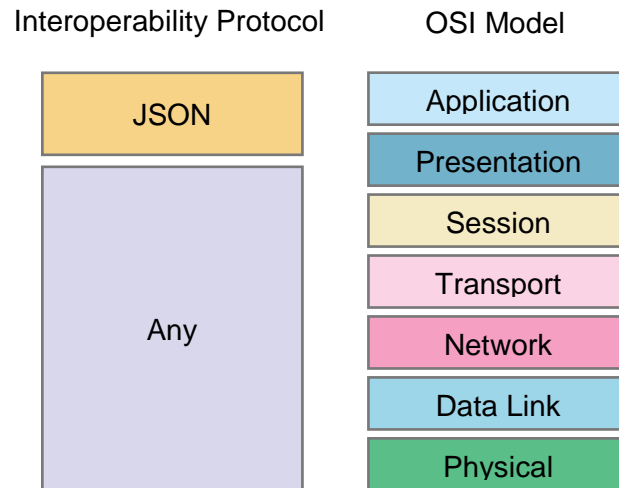 Interoperability Protocol
OSI Model
JSON
Any
Application
Presentation
Session
Transport
Network
Data Link
Physical